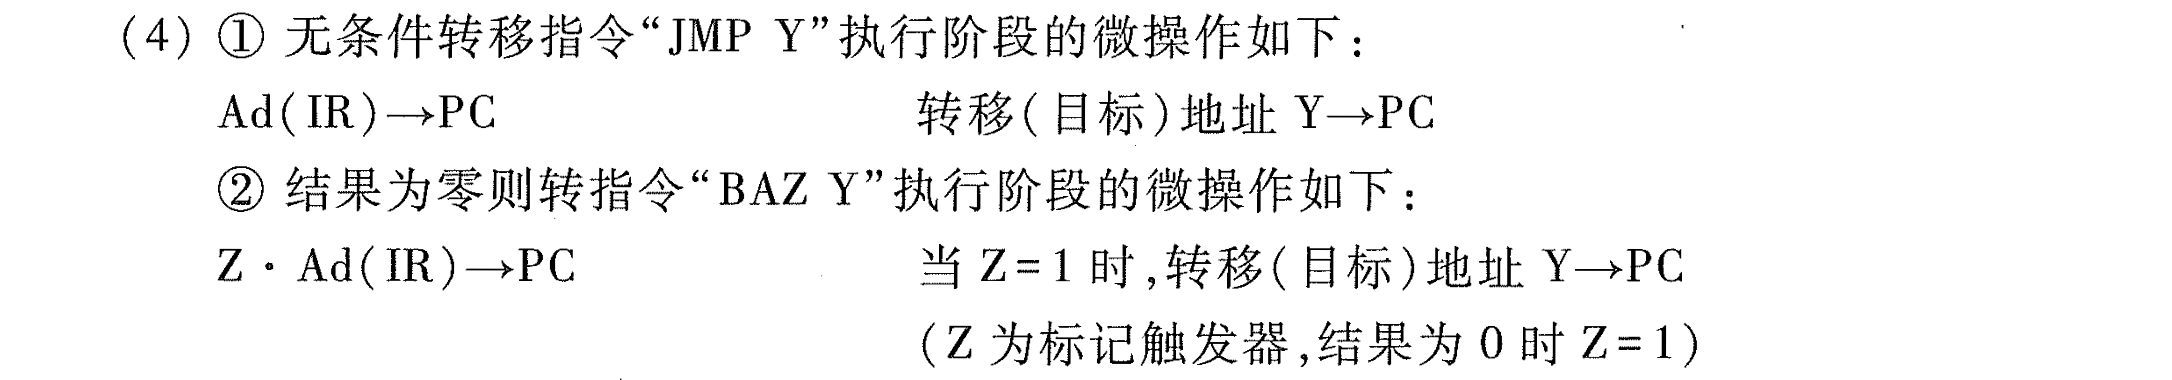 (4) ① 无条件转移指令“JMP Y”执行阶段的微操作如下：
Ad(IR)→PC 转移(目标)地址 Y→PC
② 结果为零则转指令“BAZ Y”执行阶段的微操作如下：
Z·Ad(IR)→PC 当 Z=1 时,转移(目标)地址 Y→PC
(Z 为标记触发器,结果为 0 时 Z=1)